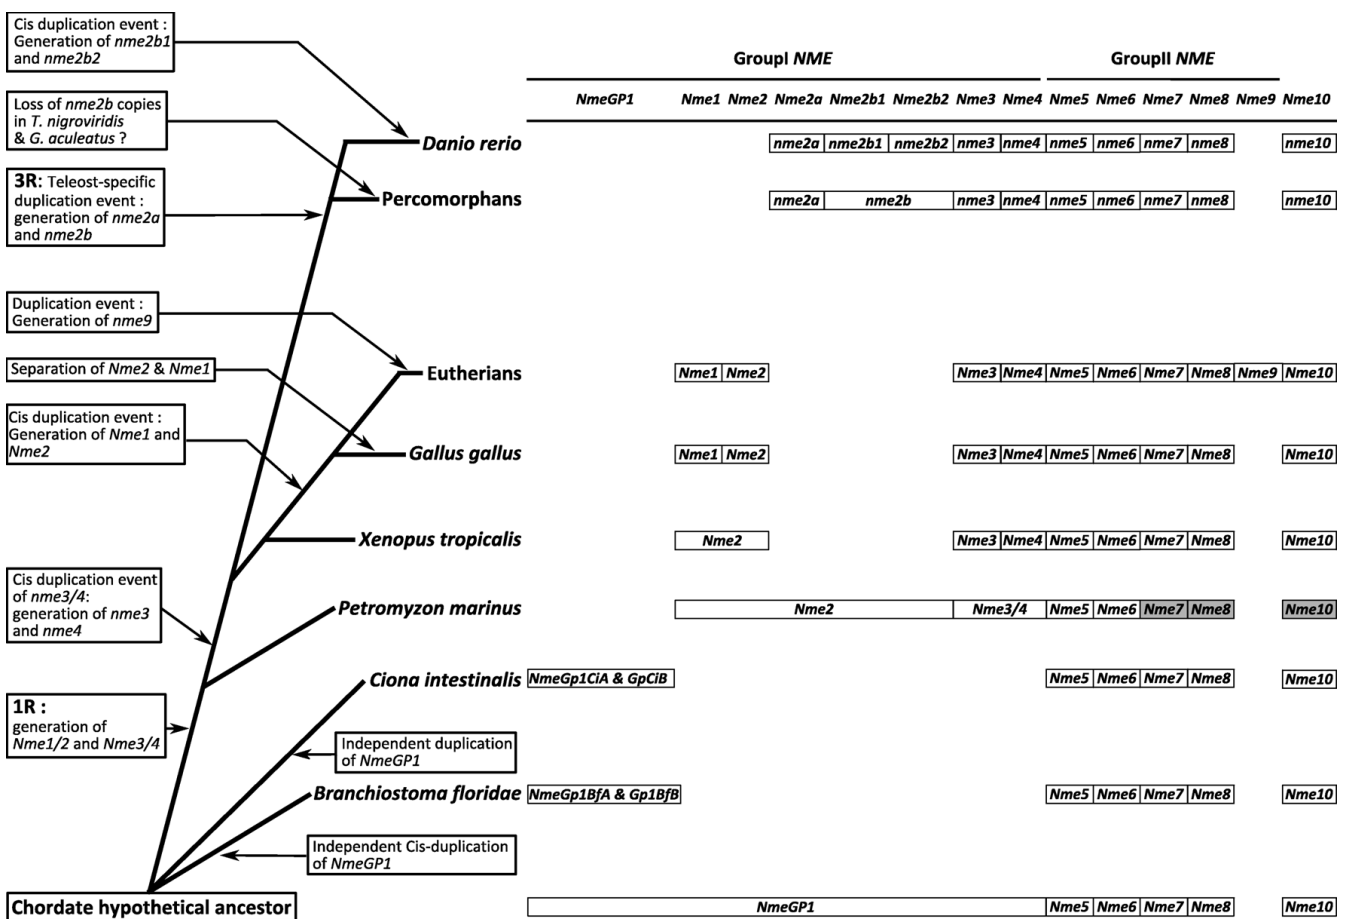 Cis duplication event :
Generation of nme2b1
and nme2b2
Loss of nme2b copies
in T. nigroviridis
& G. aculeatus ?
3R: Teleost-specific
duplication event :
generation of nme2a
and nme2b
Duplication event :
Generation of nme9
Separation of Nme2 & Nme1
Cis duplication event :
Generation of Nme1 and
Nme2
Cis duplication event
of nme3/4:
generation of nme3
and nme4
1R :
generation of
Nme1/2 and Nme3/4
Independent duplication
of NmeGP1
Independent Cis-duplication
of NmeGP1
GroupI NME GroupII NME
NmeGP1 Nme1 Nme2 Nme2a Nme2b1 Nme2b2 Nme3 Nme4 Nme5 Nme6 Nme7 Nme8 Nme9 Nme10
Danio rerio nme2a nme2b1 nme2b2 nme3 nme4 nme5 nme6 nme7 nme8 nme10
Percomorphans nme2a nme2b nme3 nme4 nme5 nme6 nme7 nme8 nme10
Eutherians Nme1 Nme2 Nme3 Nme4 Nme5 Nme6 Nme7 Nme8 Nme9 Nme10
Gallus gallus Nme1 Nme2 Nme3 Nme4 Nme5 Nme6 Nme7 Nme8 Nme10
Xenopus tropicalis Nme2 Nme3 Nme4 Nme5 Nme6 Nme7 Nme8 Nme10
Petromyzon marinus Nme2 Nme3/4 Nme5 Nme6 Nme7 Nme8 Nme10
Ciona intestinalis NmeGp1CiA & GpCiB Nme5 Nme6 Nme7 Nme8 Nme10
Branchiostoma floridae NmeGp1BfA & Gp1BfB Nme5 Nme6 Nme7 Nme8 Nme10
Chordate hypothetical ancestor NmeGP1 Nme5 Nme6 Nme7 Nme8 Nme10